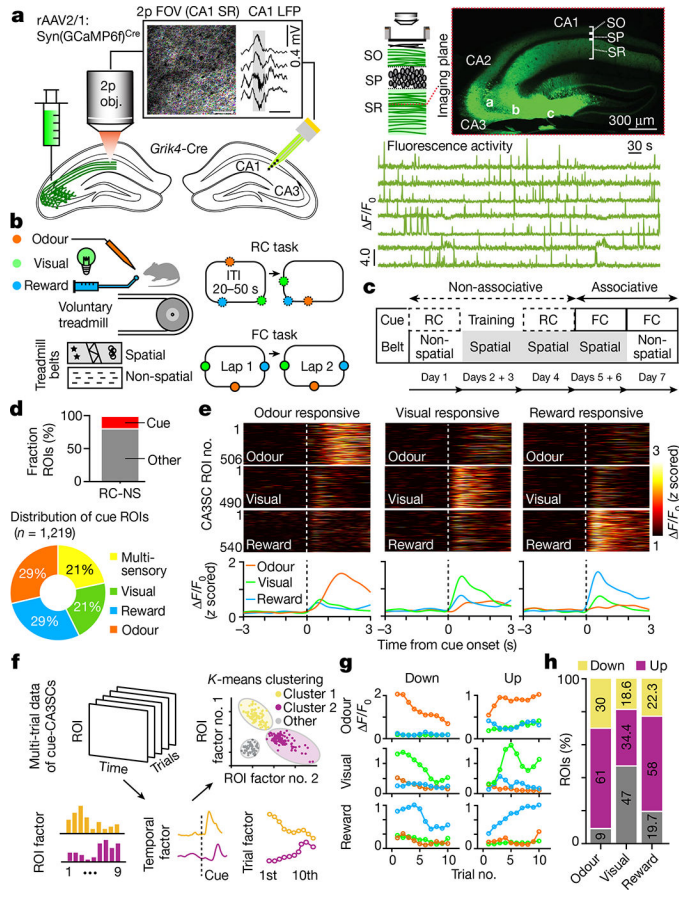 a
rAAV2/1:
Syn(GCaMP6f)Cre
2p FOV (CA1 SR)
CA1 LFP
0.4 mV
2p
obj.
Grik4-Cre
CA1
CA3
SO
SP
SR
Imaging plane
CA1
SO
SP
SR
CA2
a
b
c
CA3
300 µm
Fluorescence activity
30 s
ΔF/F0
4.0
b
Odour
Visual
Reward
Voluntary
treadmill
Treadmill
belts
Spatial
Non-spatial
RC task
ITI
20–50 s
FC task
Lap 1
Lap 2
c
Non-associative
Associative
Cue
RC
Training
RC
FC
FC
Belt
Non-
spatial
Spatial
Spatial
Spatial
Non-
spatial
Day 1
Days 2 + 3
Day 4
Days 5 + 6
Day 7
d
Fraction
ROIs (%)
100
50
0
Cue
Other
RC-NS
Distribution of cue ROIs
(n = 1,219)
29%
21%
29%
21%
Multi-
sensory
Visual
Reward
Odour
e
Odour responsive
Visual responsive
Reward responsive
CA3SC ROI no.
1
506
1
490
1
540
Odour
Visual
Reward
Odour
Visual
Reward
Odour
Visual
Reward
3
1
ΔF/F0 (z scored)
ΔF/F0
(z scored)
2
0
Odour
Visual
Reward
−3
0
3
−3
0
3
−3
0
3
Time from cue onset (s)
f
Multi-trial data
of cue-CA3SCs
ROI
Time
Trials
K-means clustering
Cluster 1
Cluster 2
Other
ROI
factor no. 1
ROI factor no. 2
ROI factor
1 ••• 9
Temporal
factor
Cue
Trial factor
1st
10th
g
Down
Up
ΔF/F0
Odour
2
0
Visual
2
0
Reward
1
0
0
5
10
0
5
10
Trial no.
h
Down
Up
ROIs (%)
100
0
30
61
9
18.6
34.4
47
22.3
58
19.7
Odour
Visual
Reward